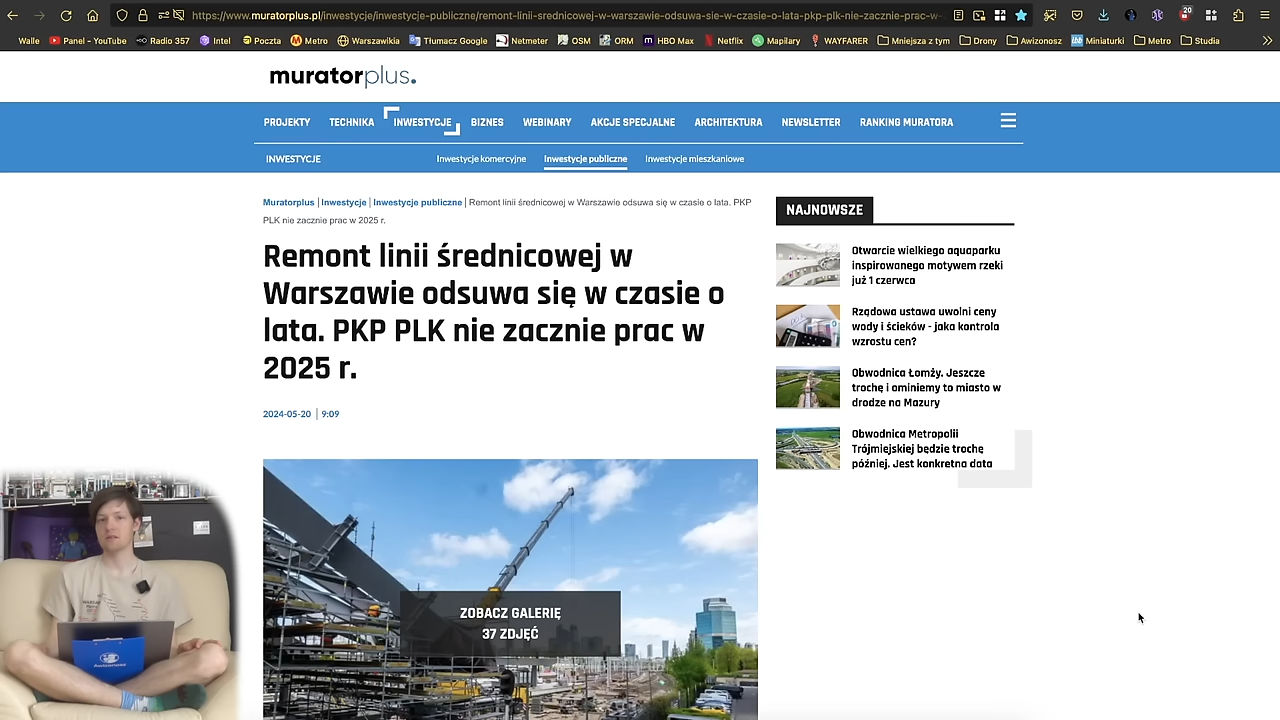 https://www.muratorplus.pl/inwestycje/inwestycje-publiczne/remont-linii-srednicowej-w-warszawie-odsuwa-sie-w-czasie-o-lata-pkp-plk-nie-zacznie-prac-w-
20
Walle Panel - YouTube Radio 357 Intel Poczta Metro Warszawikia Tłumacz Google Netmeter OSM ORM HBO Max Netflix Mapilary WAYFARER Mniejsza z tym Drony Awizonosz Miniaturki Metro Studia
muratorplus.
PROJEKTY TECHNIKA INWESTYCJE BIZNES WEBINARY AKCJE SPECJALNE ARCHITEKTURA NEWSLETTER RANKING MURATORA
INWESTYCJE Inwestycje komercyjne Inwestycje publiczne Inwestycje mieszkaniowe
Muratorplus | Inwestycje | Inwestycje publiczne | Remont linii średnicowej w Warszawie odsuwa się w czasie o lata. PKP
PLK nie zacznie prac w 2025 r.
Remont linii średnicowej w
Warszawie odsuwa się w czasie o
lata. PKP PLK nie zacznie prac w
2025 r.
2024-05-20 | 9:09
ZOBACZ GALERIĘ
37 ZDJĘĆ
NAJNOWSZE
Otwarcie wielkiego aquaparku
inspirowanego motywem rzeki
już 1 czerwca
Rządowa ustawa uwolni ceny
wody i ścieków - jaka kontrola
wzrostu cen?
Obwodnica Łomży. Jeszcze
trochę i ominiemy to miasto w
drodze na Mazury
Obwodnica Metropolii
Trójmiejskiej będzie trochę
później. Jest konkretna data